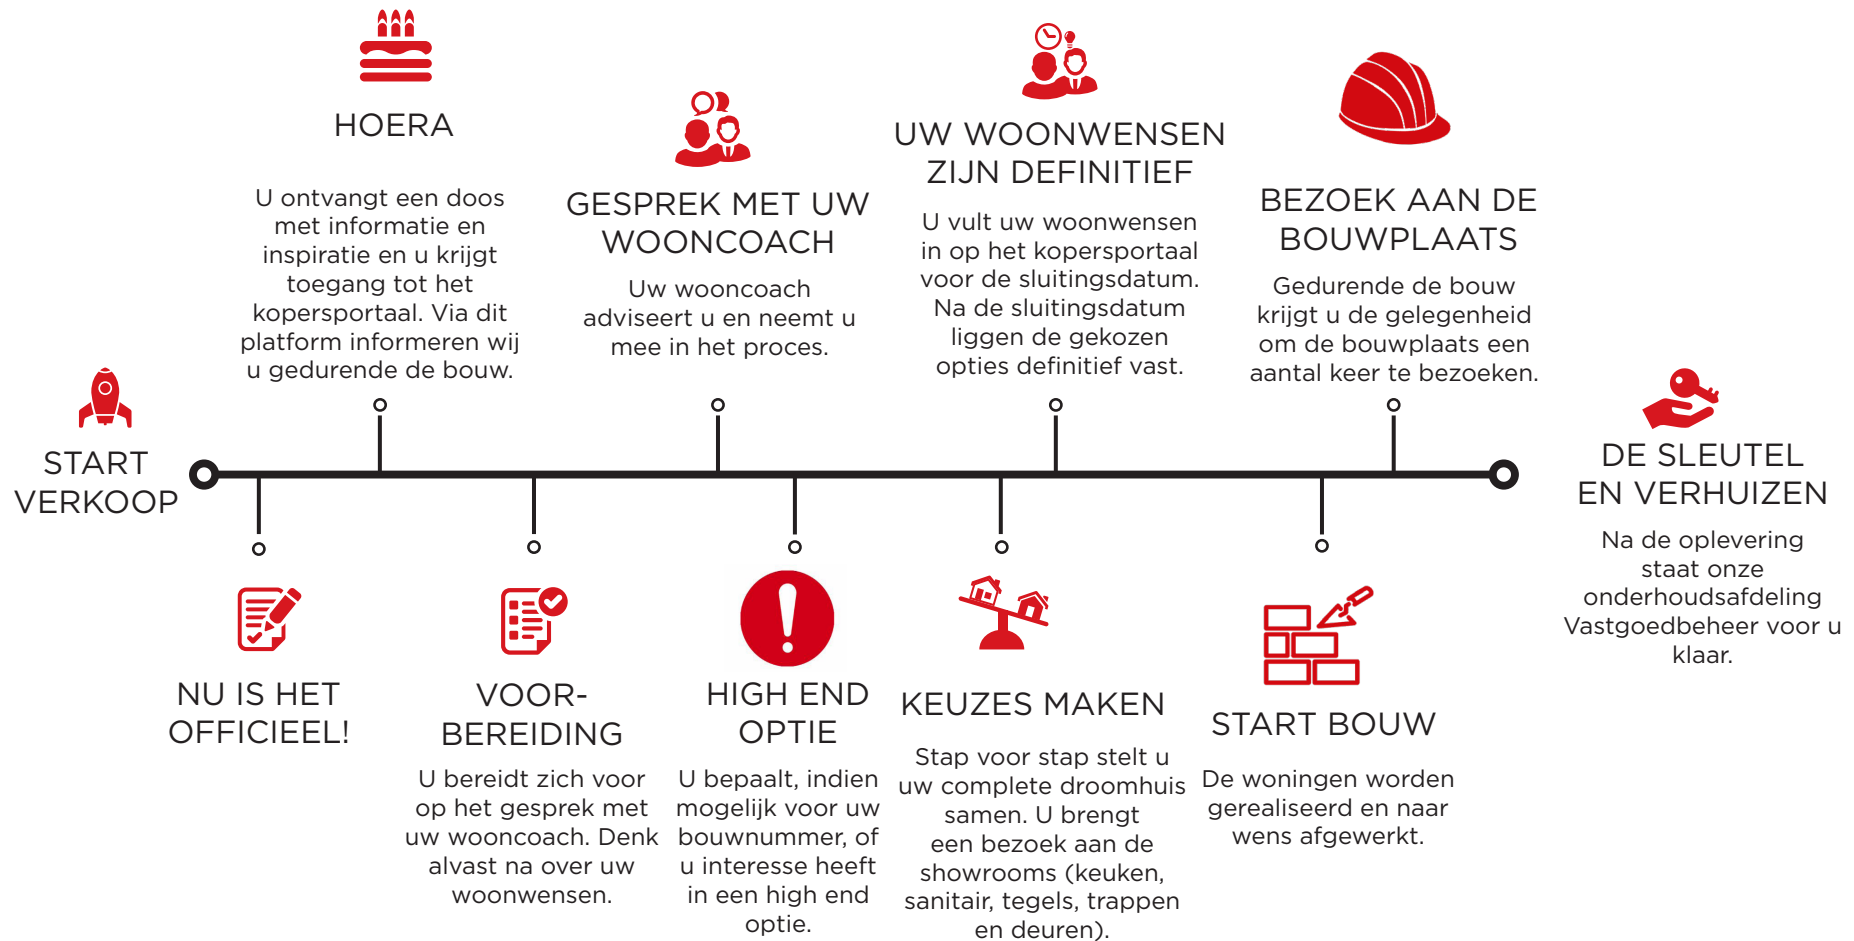 START
VERKOOP
NU IS HET
OFFICIEEL!
HOERA
U ontvangt een doos
met informatie en
inspiratie en u krijgt
toegang tot het
kopersportaal. Via dit
platform informeren wij
u gedurende de bouw.
VOOR-
BEREIDING
U bereidt zich voor
op het gesprek met
uw wooncoach. Denk
alvast na over uw
woonwensen.
GESPREK MET UW
WOONCOACH
Uw wooncoach
adviseert u en neemt u
mee in het proces.
HIGH END
OPTIE
U bepaalt, indien
mogelijk voor uw
bouwnummer, of
u interesse heeft
in een high end
optie.
KEUZES MAKEN
Stap voor stap stelt u
uw complete droomhuis
samen. U brengt
een bezoek aan de
showrooms (keuken,
sanitair, tegels, trappen
en deuren).
UW WOONWENSEN
ZIJN DEFINITIEF
U vult uw woonwensen
in op het kopersportaal
voor de sluitingsdatum.
Na de sluitingsdatum
liggen de gekozen
opties definitief vast.
START BOUW
De woningen worden
gerealiseerd en naar
wens afgewerkt.
BEZOEK AAN DE
BOUWPLAATS
Gedurende de bouw
krijgt u de gelegenheid
om de bouwplaats een
aantal keer te bezoeken.
DE SLEUTEL
EN VERHUIZEN
Na de oplevering
staat onze
onderhoudsafdeling
Vastgoedbeheer voor u
klaar.